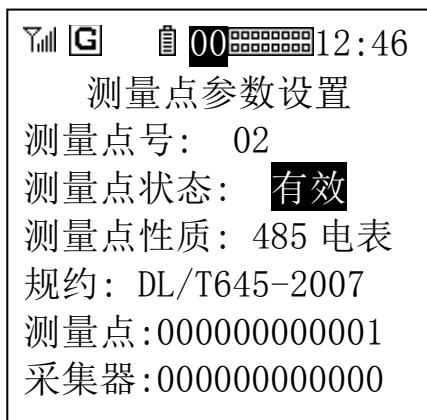 G 00 12:46
测量点参数设置
测量点号: 02
测量点状态: 有效
测量点性质: 485 电表
规约: DL/T645-2007
测量点:000000000001
采集器:000000000000